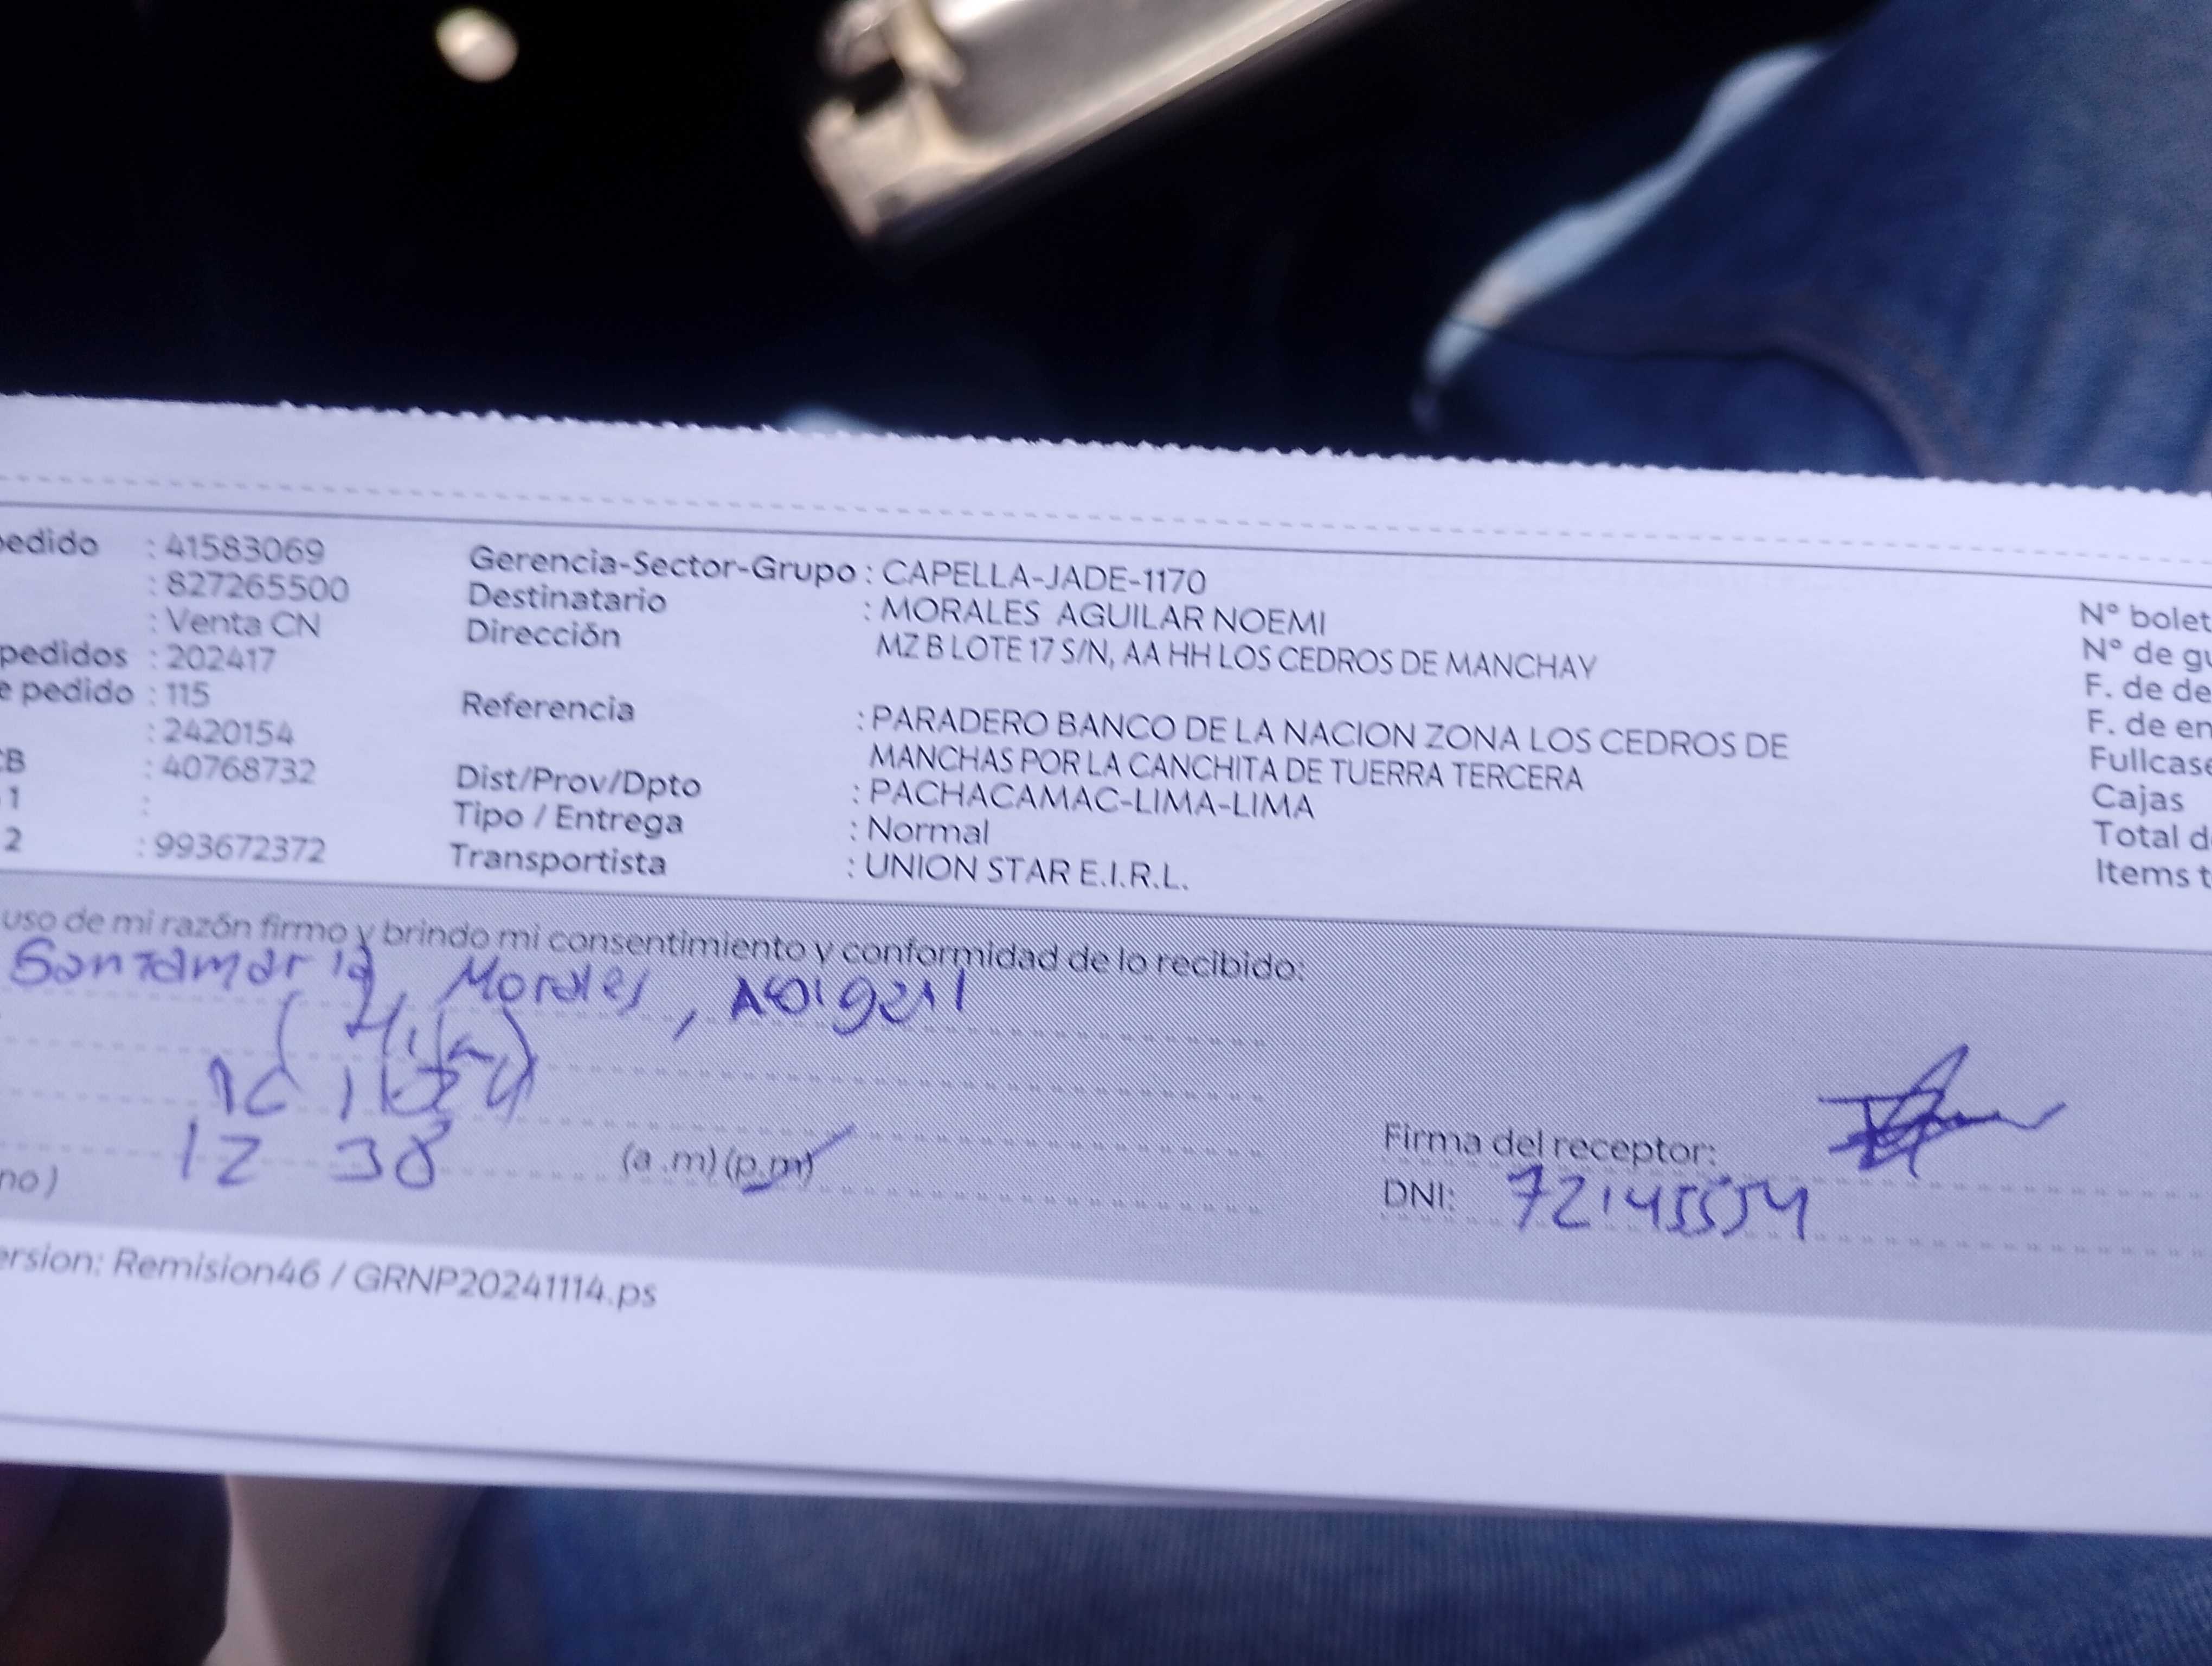 pedido : 41583069
: 827265500
: Venta CN
pedidos : 202417
e pedido : 115
: 2420154
CB : 40768732
1 :
2 : 993672372
Gerencia-Sector-Grupo : CAPELLA-JADE-1170
Destinatario : MORALES AGUILAR NOEMI
Dirección MZ B LOTE 17 S/N, AA HH LOS CEDROS DE MANCHAY
Referencia : PARADERO BANCO DE LA NACION ZONA LOS CEDROS DE
MANCHAS POR LA CANCHITA DE TUERRA TERCERA
Dist/Prov/Dpto : PACHACAMAC-LIMA-LIMA
Tipo / Entrega : Normal
Transportista : UNION STAR E.I.R.L.
N° bolet
N° de gu
F. de de
F. de en
Fullcase
Cajas
Total d
Items t
uso de mi razón firmo y brindo mi consentimiento y conformidad de lo recibido:
Santamaria, Morales, Abigail
(Hija)
12 38 (a.m) (p.m)
no)
Firma del receptor:
DNI: 72145554
ersion: Remision46 / GRNP20241114.ps